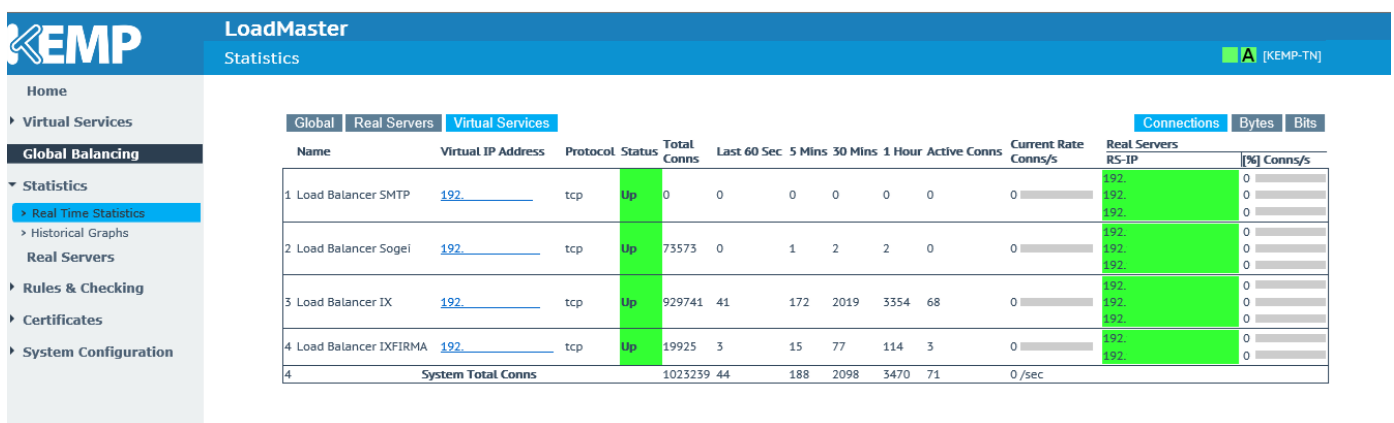 KEMP
LoadMaster
Statistics
A [KEMP-TN]
Home
Virtual Services
Global Balancing
Statistics
> Real Time Statistics
> Historical Graphs
Real Servers
Rules & Checking
Certificates
System Configuration
Global Real Servers Virtual Services Connections Bytes Bits
Name Virtual IP Address Protocol Status Total Conns Last 60 Sec 5 Mins 30 Mins 1 Hour Active Conns Current Rate Conns/s Real Servers
RS-IP [%] Conns/s
1 Load Balancer SMTP 192. tcp Up 0 0 0 0 0 0 0
192. 0
192. 0
192. 0
2 Load Balancer Sogei 192. tcp Up 73573 0 1 2 2 0 0
192. 0
192. 0
192. 0
3 Load Balancer IX 192. tcp Up 929741 41 172 2019 3354 68 0
192. 0
192. 0
192. 0
4 Load Balancer IXFIRMA 192. tcp Up 19925 3 15 77 114 3 0
192. 0
192. 0
4 System Total Conns 1023239 44 188 2098 3470 71 0 /sec